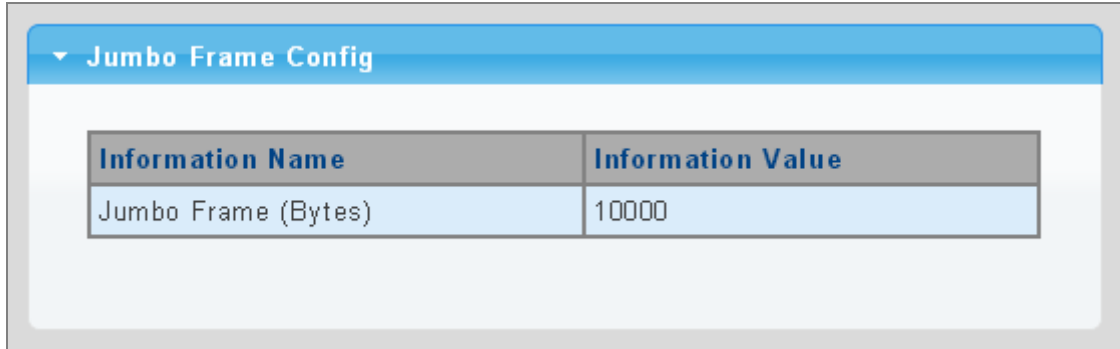 Jumbo Frame Config
Information Name Information Value
Jumbo Frame (Bytes) 10000